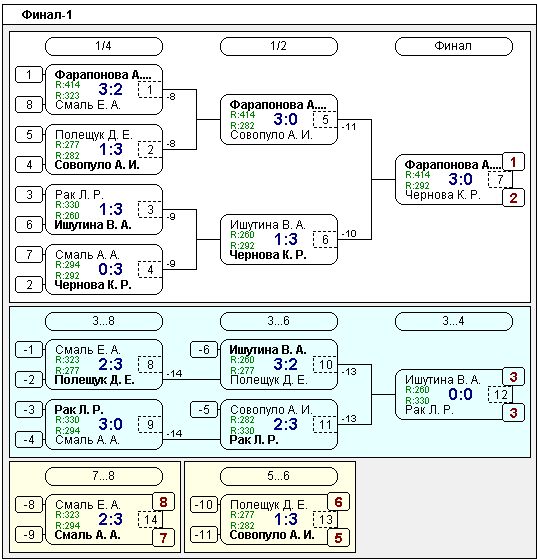 Финал-1
1/4 1/2 Финал
1 Фарапонова А....
R:414 R:323 3:2 1 -8
8 Смаль Е. А.
5 Полещук Д. Е.
R:277 R:282 1:3 2 -8
4 Совопуло А. И.
3 Рак Л. Р.
R:330 R:260 1:3 3 -9
6 Ишутина В. А.
7 Смаль А. А.
R:294 R:292 0:3 4 -9
2 Чернова К. Р.
Фарапонова А....
R:414 R:282 3:0 5 -11
Совопуло А. И.
Ишутина В. А.
R:260 R:292 1:3 6 -10
Чернова К. Р.
Фарапонова А.... 1
R:414 R:292 3:0 7
Чернова К. Р. 2
3...8 3...6 3...4
-1 Смаль Е. А.
R:323 R:277 2:3 8 -14
-2 Полещук Д. Е.
-3 Рак Л. Р.
R:330 R:294 3:0 9 -14
-4 Смаль А. А.
-6 Ишутина В. А.
R:260 R:277 3:2 10 -13
Полещук Д. Е.
-5 Совопуло А. И.
R:282 R:330 2:3 11 -13
Рак Л. Р.
Ишутина В. А. 3
R:260 R:330 0:0 12
Рак Л. Р. 3
7...8 5...6
-8 Смаль Е. А. 8
R:323 R:294 2:3 14
-9 Смаль А. А. 7
-10 Полещук Д. Е. 6
R:277 R:282 1:3 13
-11 Совопуло А. И. 5